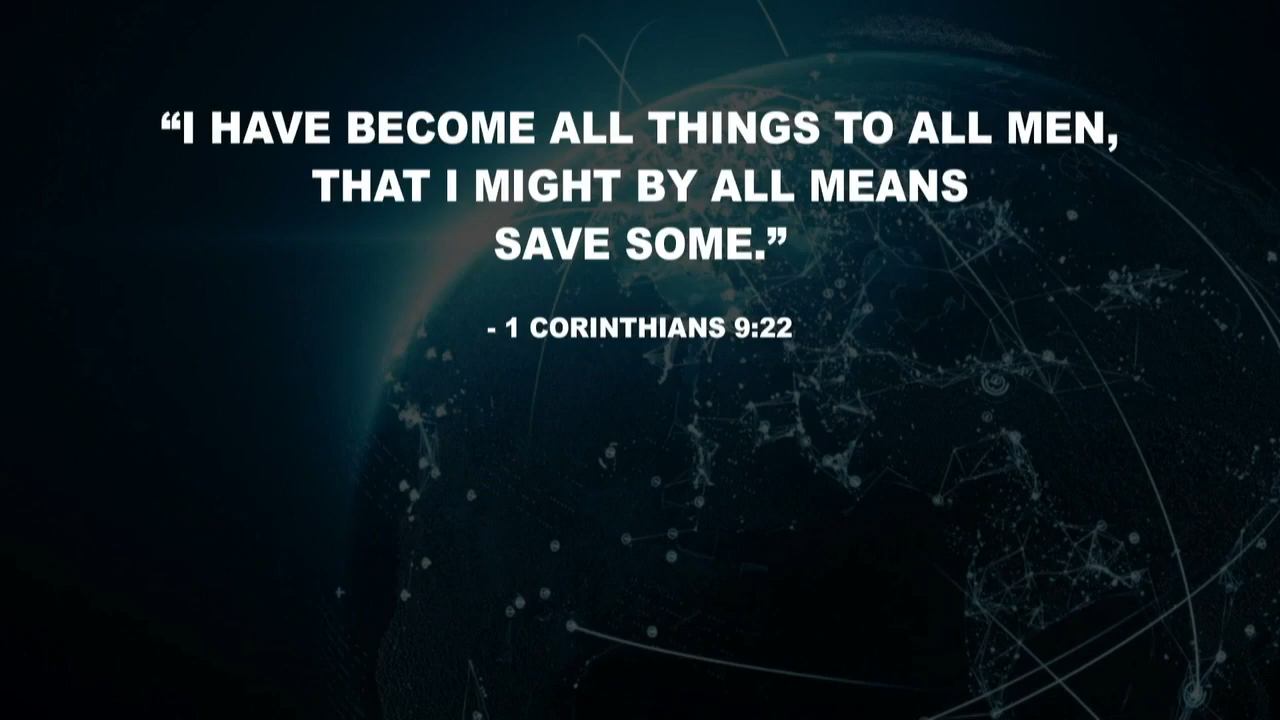 “I HAVE BECOME ALL THINGS TO ALL MEN,
THAT I MIGHT BY ALL MEANS
SAVE SOME.”
- 1 CORINTHIANS 9:22